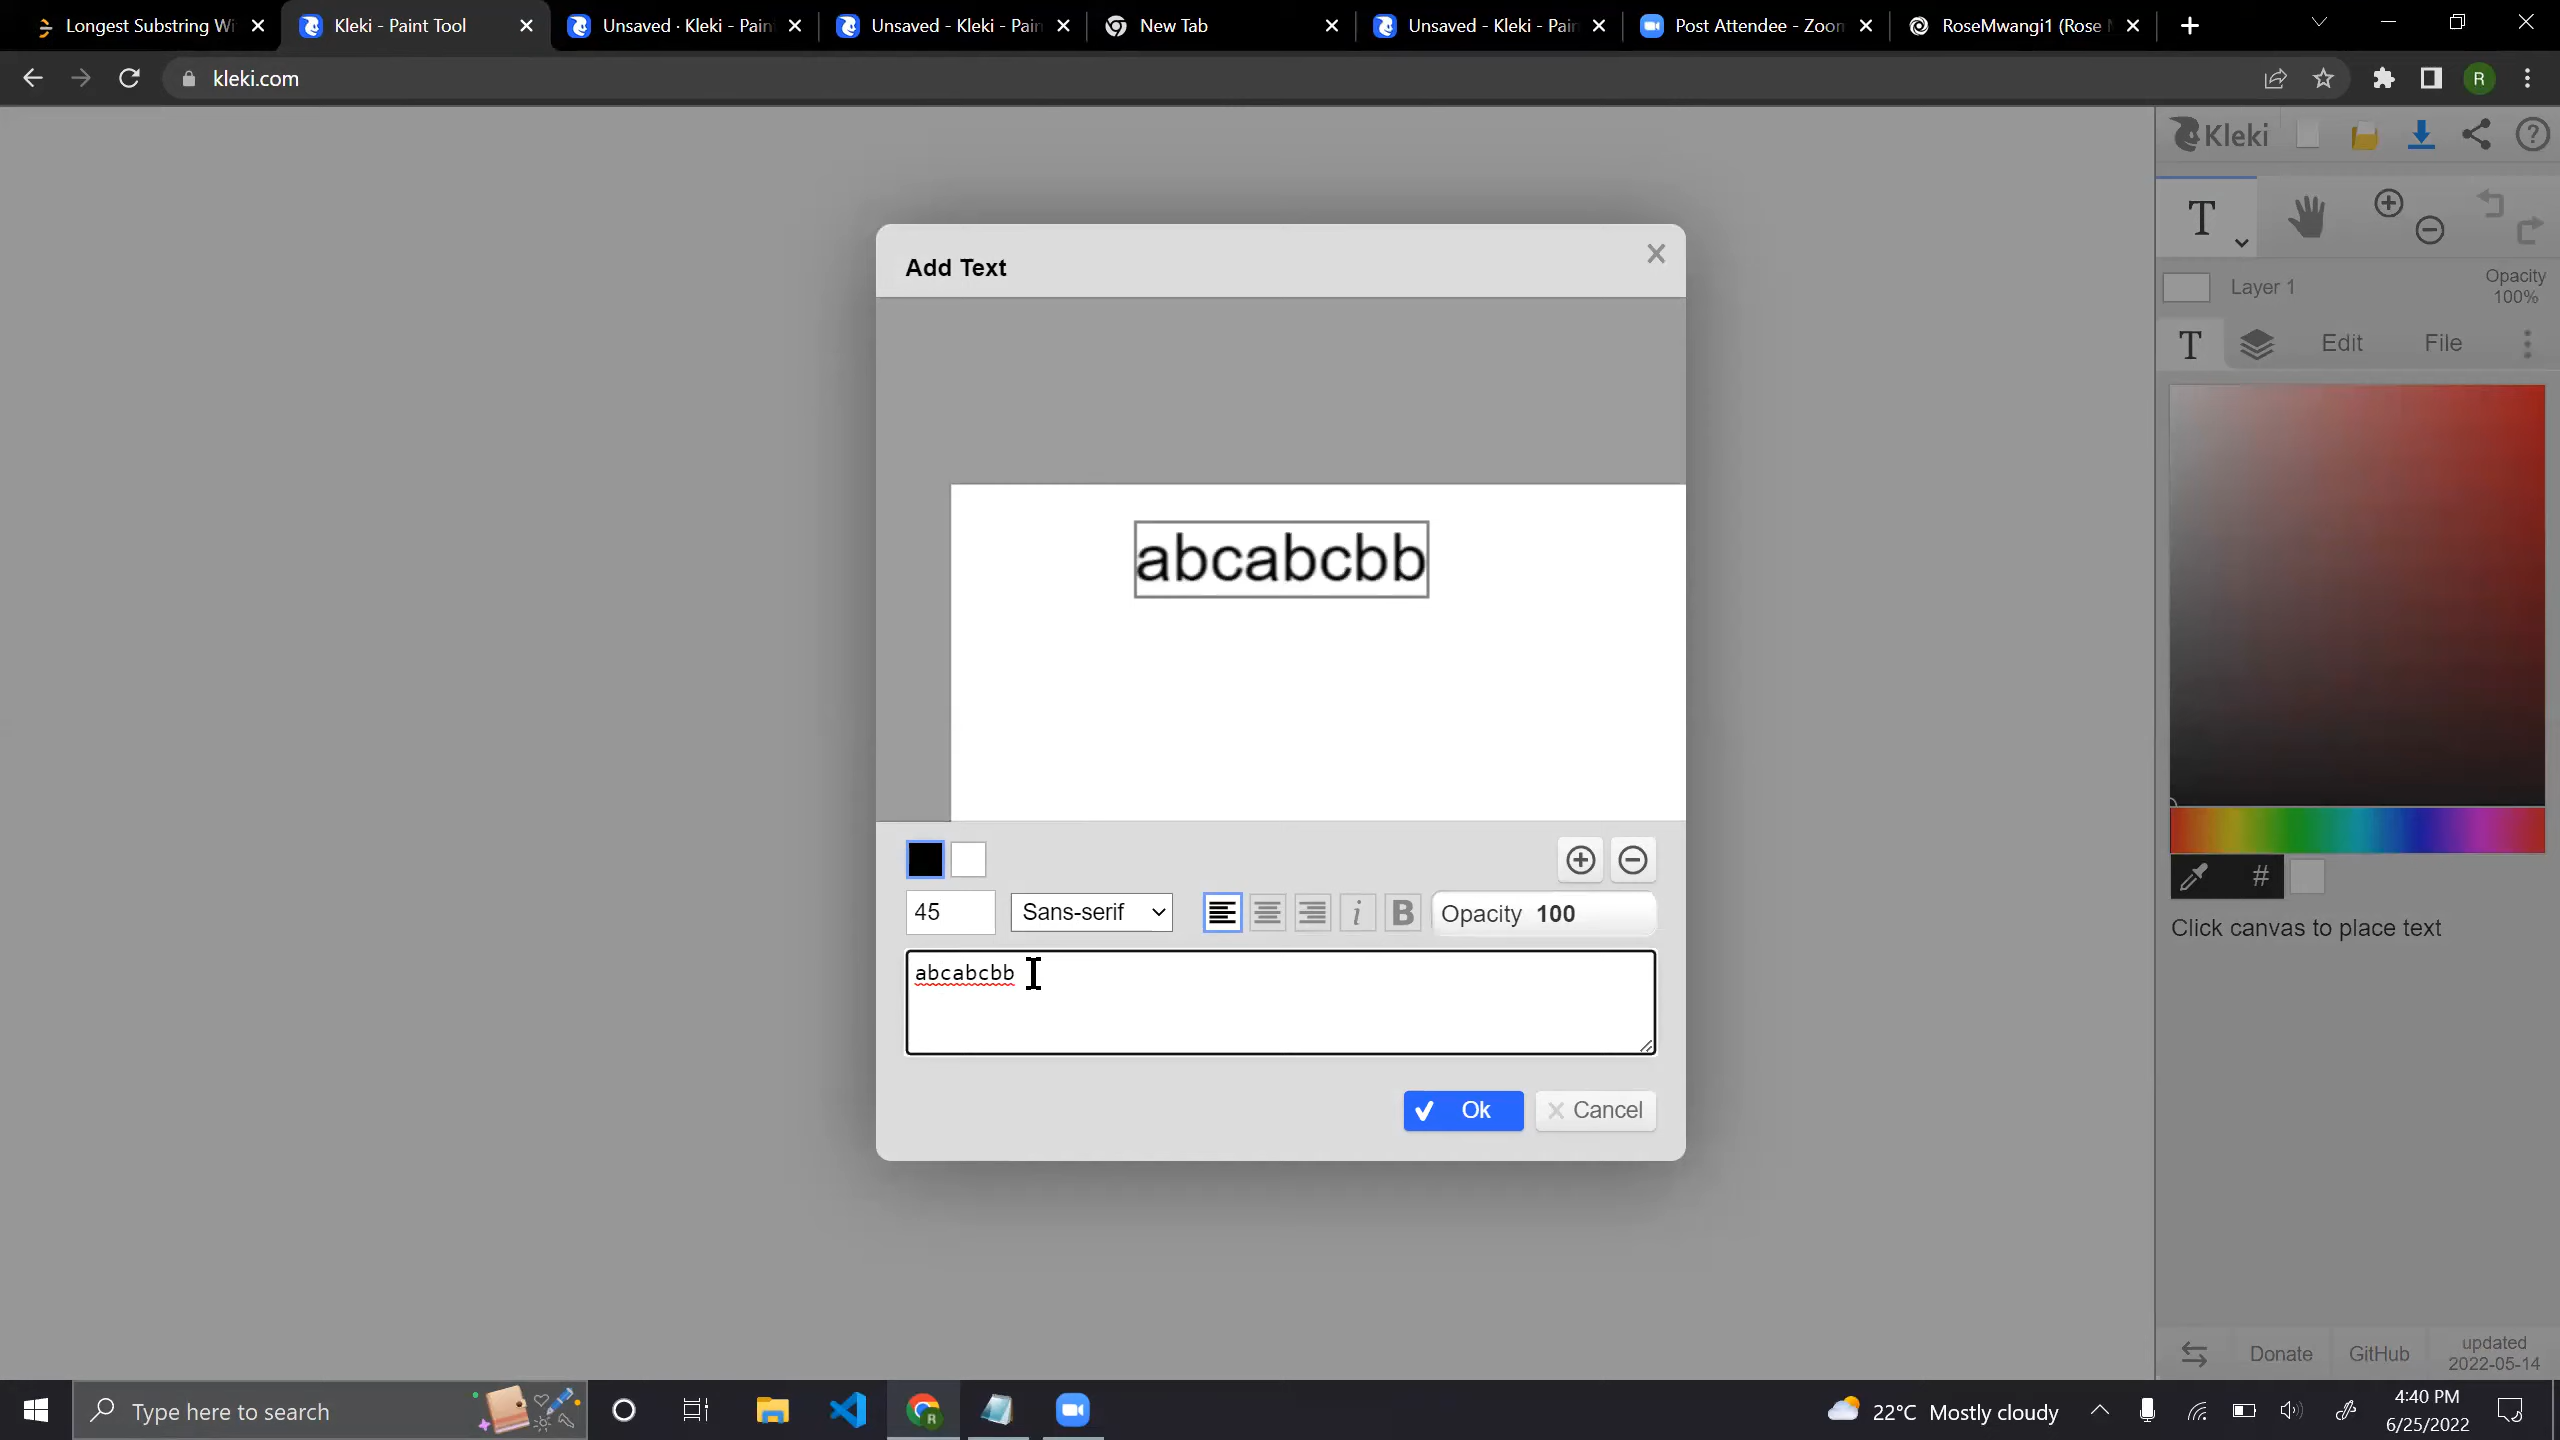 Longest Substring Wi
Kleki - Paint Tool
Unsaved · Kleki - Pain
Unsaved - Kleki - Pain
New Tab
Unsaved - Kleki - Pain
Post Attendee - Zoom
RoseMwangi1 (Rose
kleki.com
R
Kleki
T
Layer 1
Opacity
100%
T
Edit
File
Add Text
abcabcbb
45
Sans-serif
i
B
Opacity 100
#
Click canvas to place text
abcabcbb
Ok
Cancel
Donate
GitHub
updated
2022-05-14
Type here to search
22°C Mostly cloudy
4:40 PM
6/25/2022